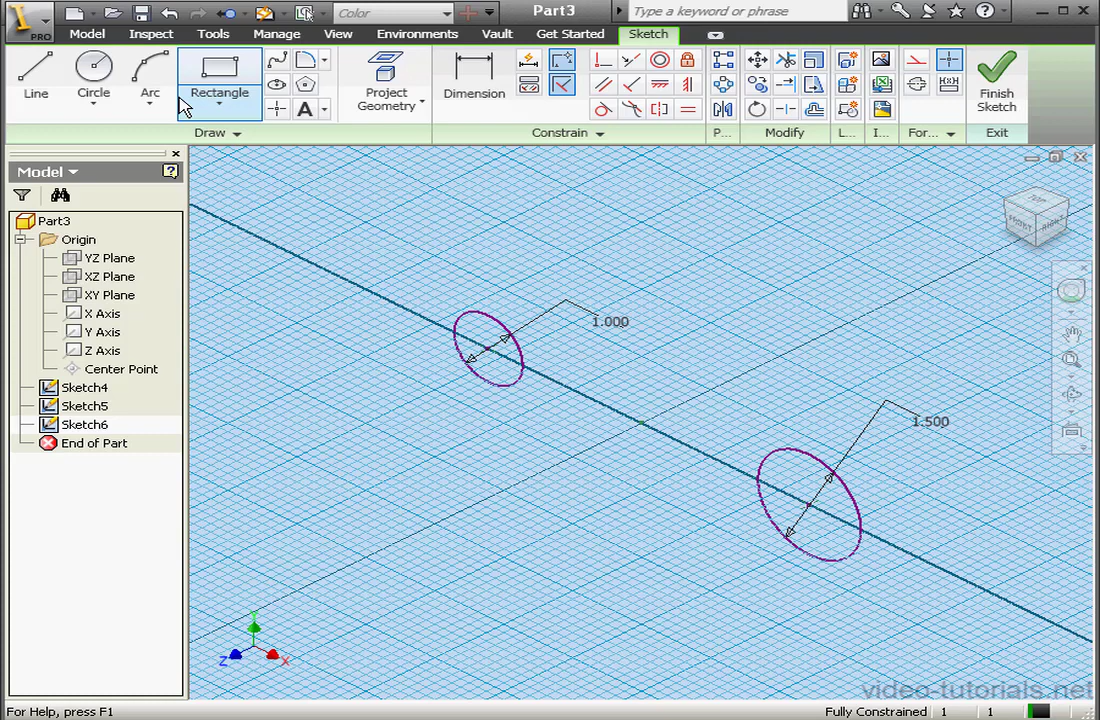 Color
Part3
Type a keyword or phrase
PRO
Model
Inspect
Tools
Manage
View
Environments
Vault
Get Started
Sketch
Line
Circle
Arc
Rectangle
Project
Geometry
Dimension
Finish
Sketch
Draw
Constrain
P...
Modify
L...
I...
For...
Exit
Model
Part3
Origin
YZ Plane
XZ Plane
XY Plane
X Axis
Y Axis
Z Axis
Center Point
Sketch4
Sketch5
Sketch6
End of Part
TOP
FRONT
RIGHT
1.000
1.500
Y
Z
X
video-tutorials.net
For Help, press F1
Fully Constrained
1
1